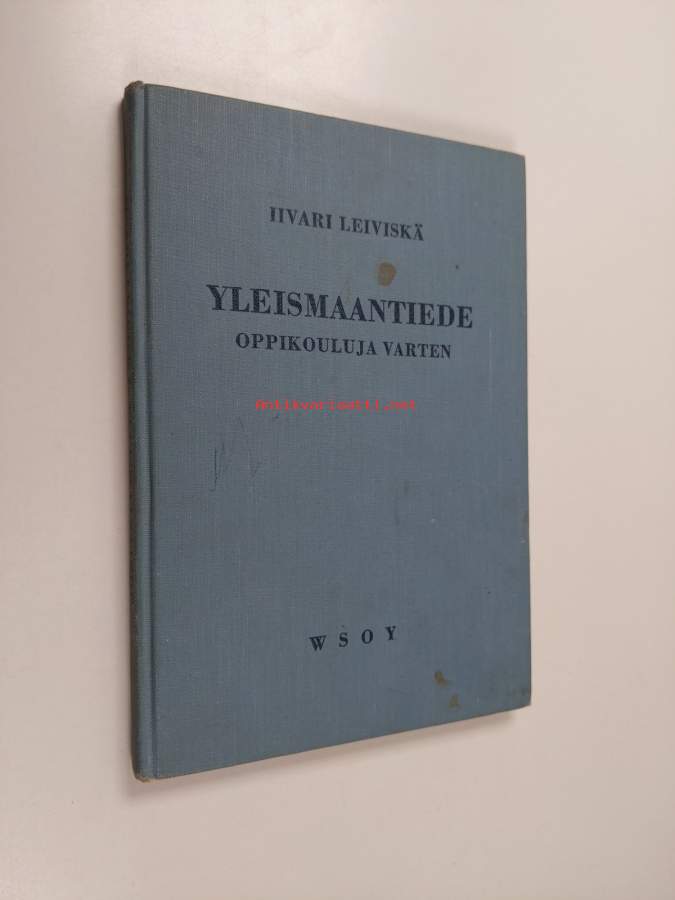 IIVARI LEIVISKÄ
YLEISMAANTIEDE
OPPIKOULUJA VARTEN
Antikvariaatti.net
WSOY